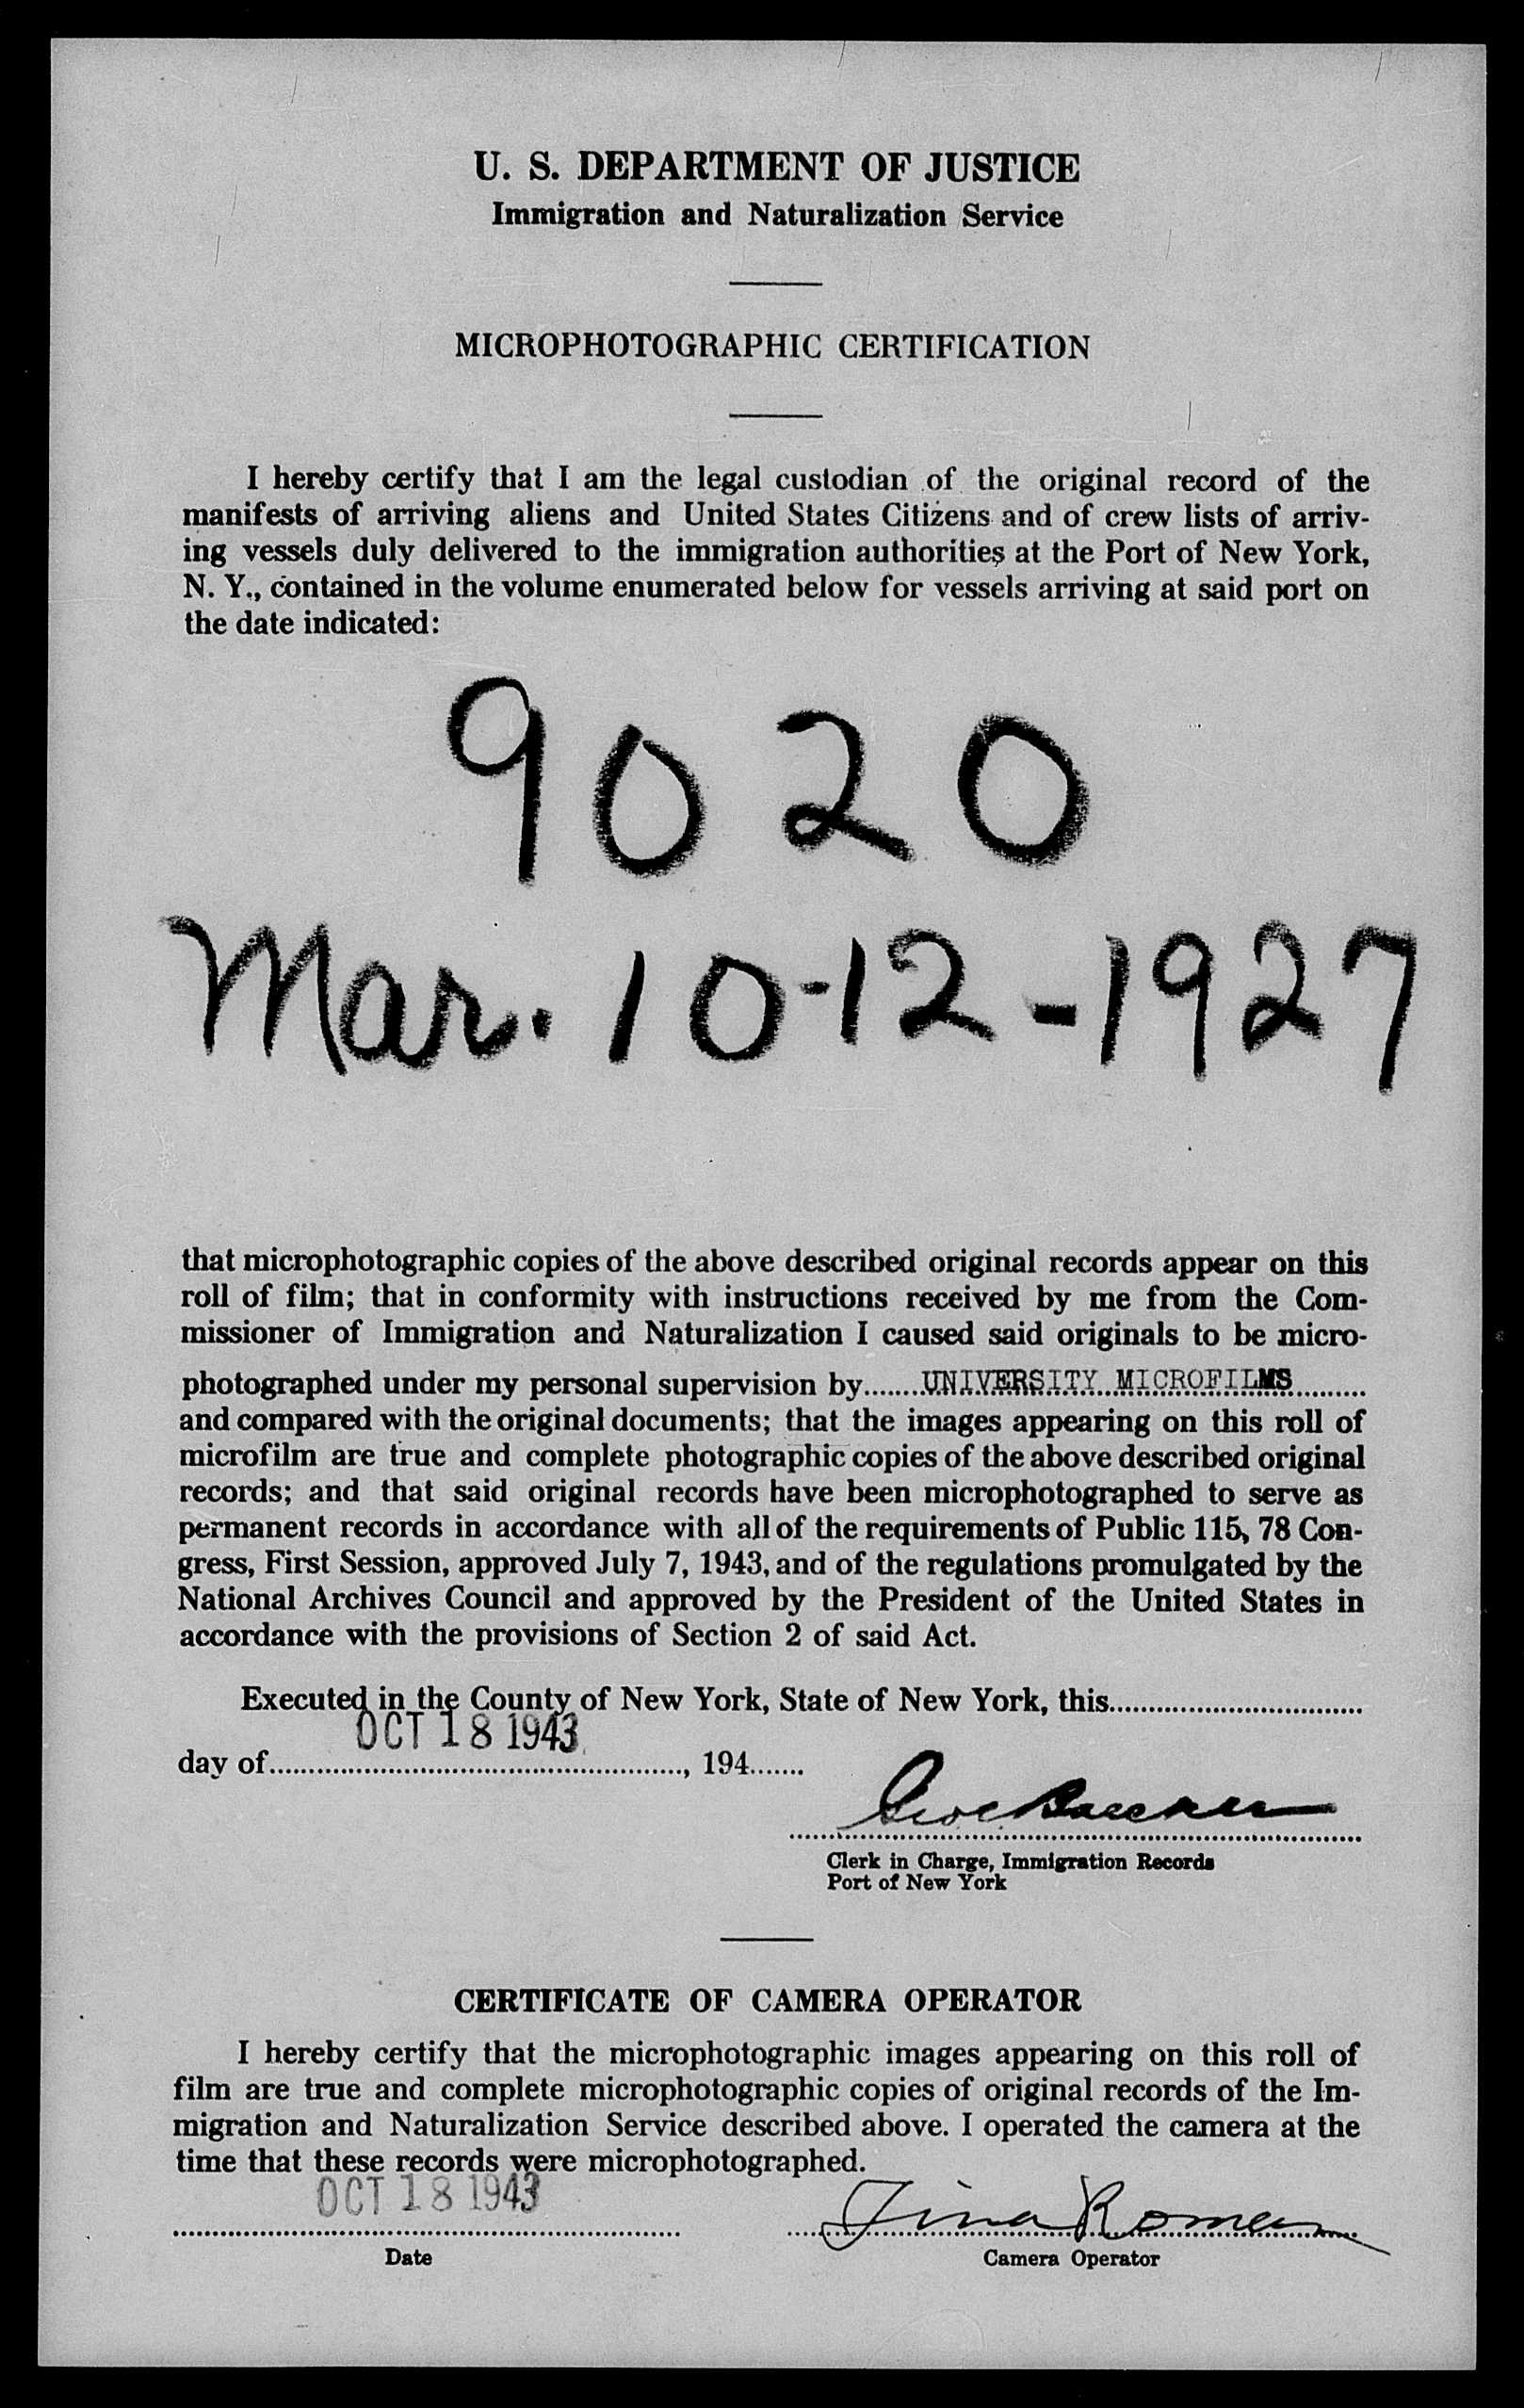 U. S. DEPARTMENT OF JUSTICE
Immigration and Naturalization Service
MICROPHOTOGRAPHIC CERTIFICATION
I hereby certify that I am the legal custodian of the original record of the
manifests of arriving aliens and United States Citizens and of crew lists of arriv-
ing vessels duly delivered to the immigration authorities at the Port of New York,
N. Y., contained in the volume enumerated below for vessels arriving at said port on
the date indicated:
9020
Mar. 10-12-1927
that microphotographic copies of the above described original records appear on this
roll of film; that in conformity with instructions received by me from the Com-
missioner of Immigration and Naturalization I caused said originals to be micro-
photographed under my personal supervision by UNIVERSITY MICROFILMS
and compared with the original documents; that the images appearing on this roll of
microfilm are true and complete photographic copies of the above described original
records; and that said original records have been microphotographed to serve as
permanent records in accordance with all of the requirements of Public 115, 78 Con-
gress, First Session, approved July 7, 1943, and of the regulations promulgated by the
National Archives Council and approved by the President of the United States in
accordance with the provisions of Section 2 of said Act.
Executed in the County of New York, State of New York, this
OCT 18 1943
day of , 194
Clerk in Charge, Immigration Records
Port of New York
CERTIFICATE OF CAMERA OPERATOR
I hereby certify that the microphotographic images appearing on this roll of
film are true and complete microphotographic copies of original records of the Im-
migration and Naturalization Service described above. I operated the camera at the
time that these records were microphotographed.
OCT 18 1943
Tina
Date
Camera Operator